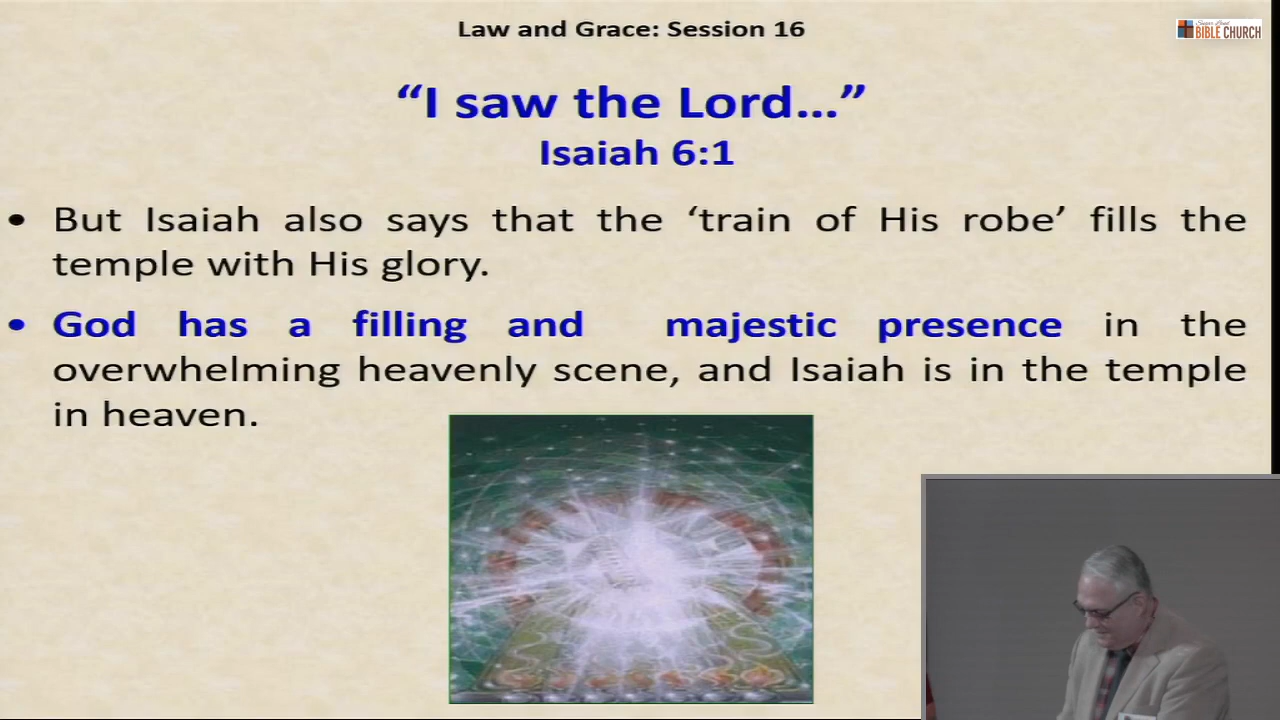 Law and Grace: Session 16
Sugar Land
BIBLE CHURCH
“I saw the Lord...”
Isaiah 6:1
• But Isaiah also says that the ‘train of His robe’ fills the
temple with His glory.
• God has a filling and majestic presence in the
overwhelming heavenly scene, and Isaiah is in the temple
in heaven.